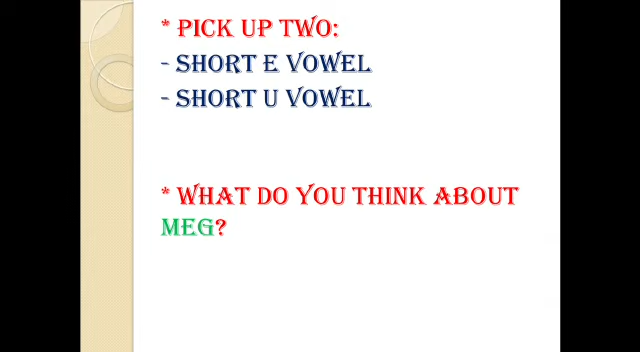 * PICK UP TWO:
- SHORT E VOWEL
- SHORT U VOWEL
* WHAT DO YOU THINK ABOUT
MEG?